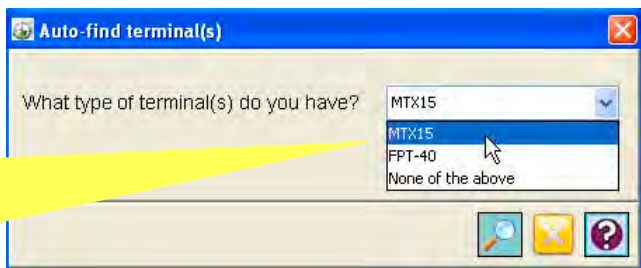 Auto-find terminal(s)
What type of terminal(s) do you have? MTX15
MTX15
FPT-40
None of the above
?